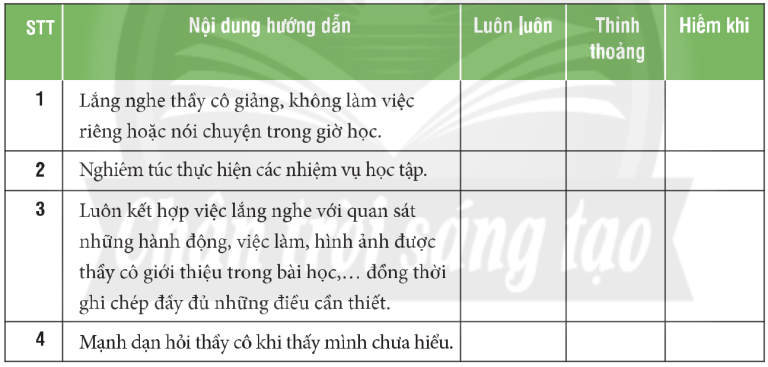 STT Nội dung hướng dẫn Luôn luôn Thỉnh thoảng Hiếm khi
1 Lắng nghe thầy cô giảng, không làm việc
riêng hoặc nói chuyện trong giờ học.
2 Nghiêm túc thực hiện các nhiệm vụ học tập.
3 Luôn kết hợp việc lắng nghe với quan sát
những hành động, việc làm, hình ảnh được
thầy cô giới thiệu trong bài học,... đồng thời
ghi chép đầy đủ những điều cần thiết.
4 Mạnh dạn hỏi thầy cô khi thấy mình chưa hiểu.
Chân trời sáng tạo